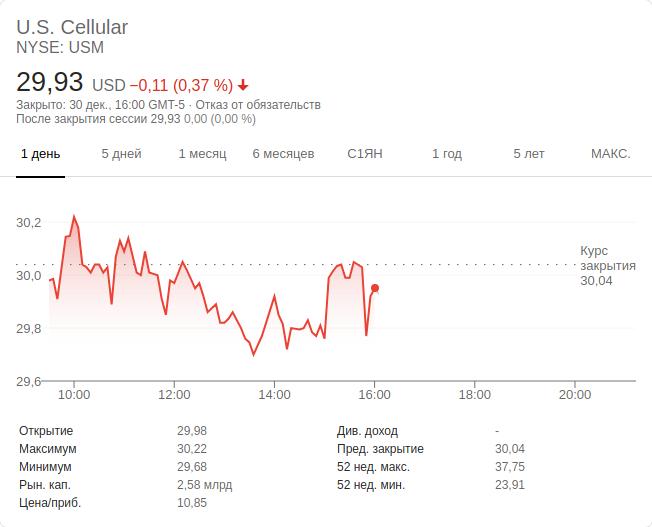 U.S. Cellular
NYSE: USM
29,93 USD −0,11 (0,37 %)
Закрыто: 30 дек., 16:00 GMT-5 · Отказ от обязательств
После закрытия сессии 29,93 0,00 (0,00 %)
1 день 5 дней 1 месяц 6 месяцев С1ЯН 1 год 5 лет МАКС.
30,2
30,0
29,8
29,6
Курс
закрытия
30,04
10:00 12:00 14:00 16:00 18:00 20:00
Открытие 29,98 Див. доход -
Максимум 30,22 Пред. закрытие 30,04
Минимум 29,68 52 нед. макс. 37,75
Рын. кап. 2,58 млрд 52 нед. мин. 23,91
Цена/приб. 10,85